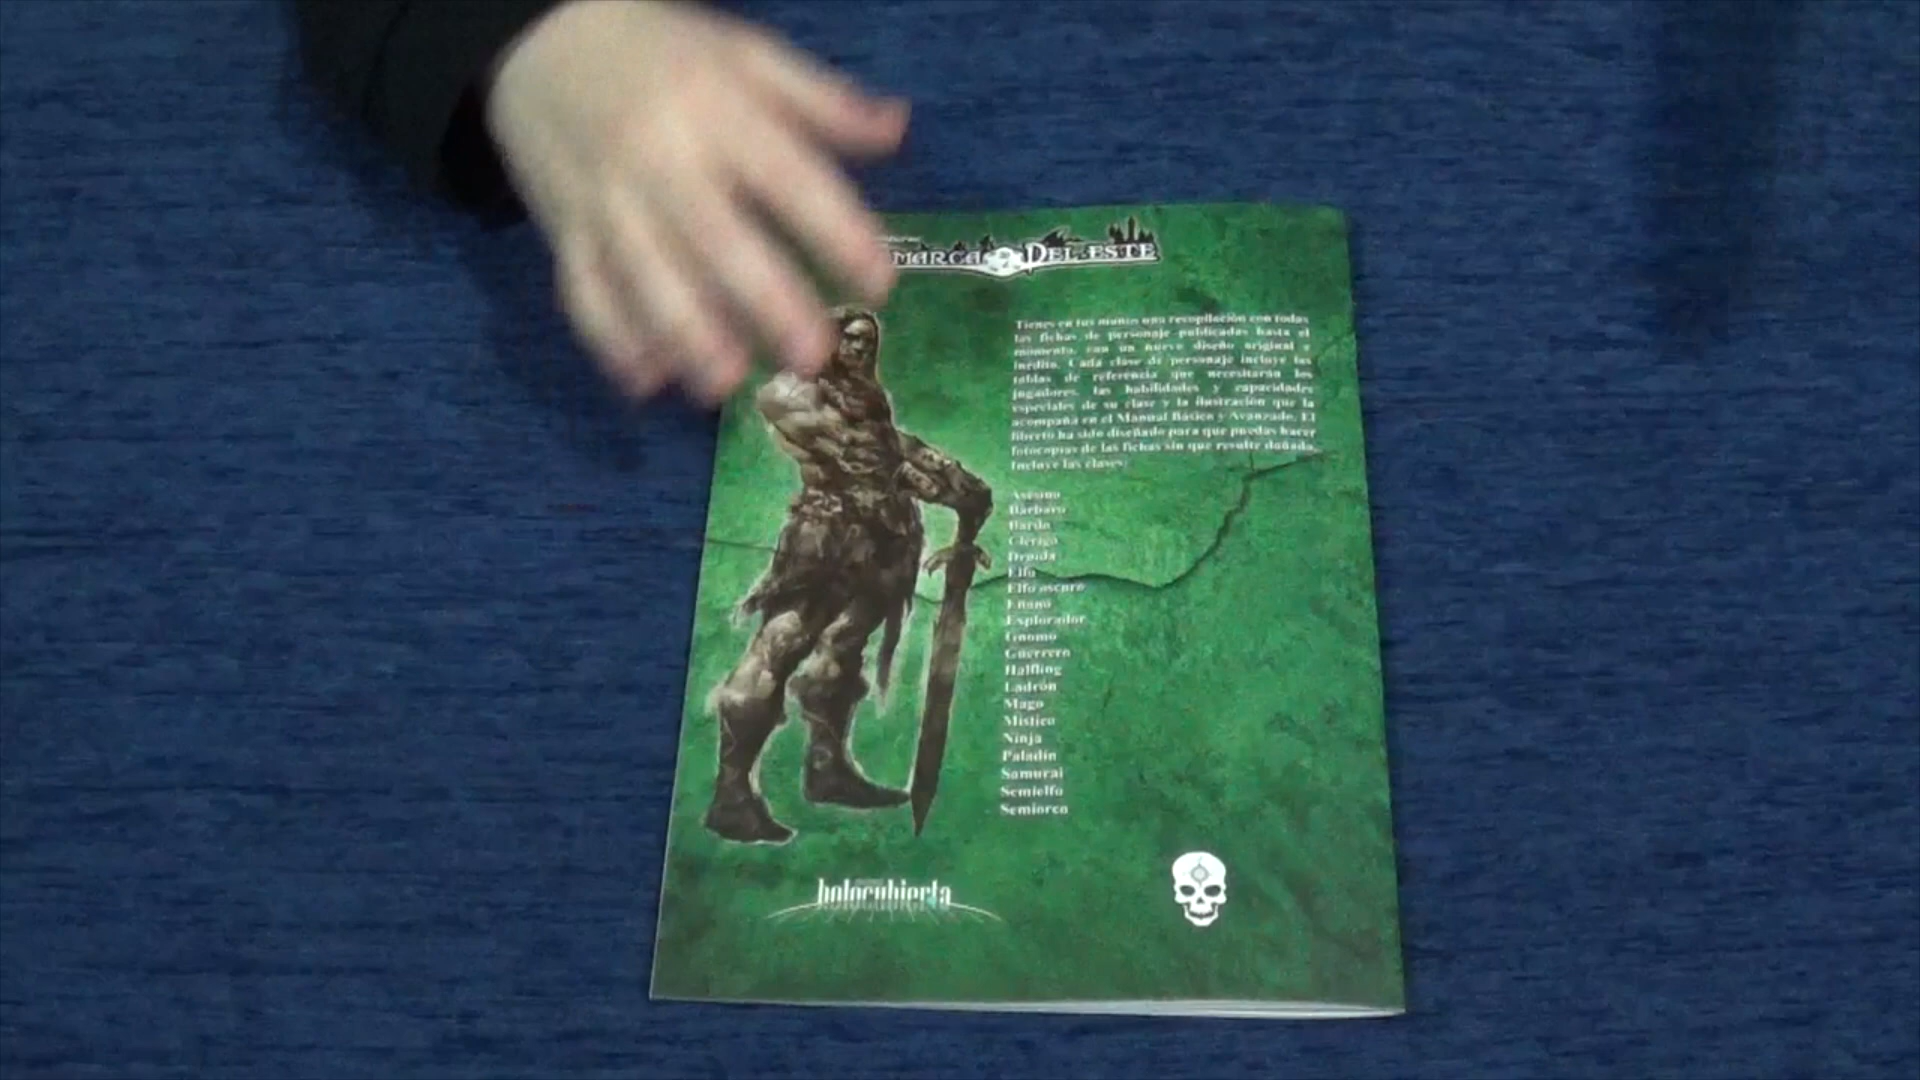 MARCA DEL ESTE
Tienes en tus manos una recopilación con todas
las fichas de personaje publicadas hasta el
momento, con un nuevo diseño original e
inédito. Cada clase de personaje incluye las
tablas de referencia que necesitarán los
jugadores, las habilidades y capacidades
especiales de su clase y la ilustración que la
acompaña en el Manual Básico y Avanzado. El
libreto ha sido diseñado para que puedas hacer
fotocopias de las fichas sin que resulte dañada.
Incluye las clases:
Asesino
Bárbaro
Bardo
Clérigo
Druida
Elfo
Elfo oscuro
Enano
Explorador
Gnomo
Guerrero
Halfling
Ladrón
Mago
Místico
Ninja
Paladín
Samurai
Semielfo
Semiorco
holocubierta